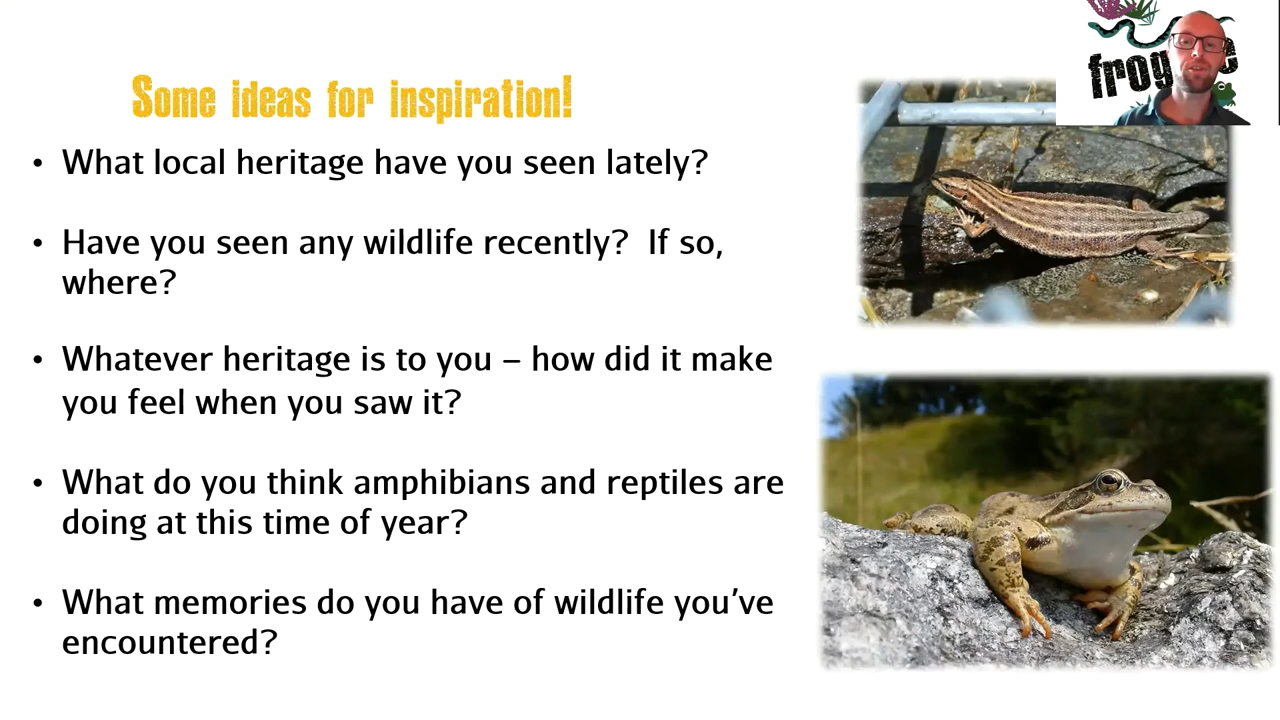 frog
e
Some ideas for inspiration!
• What local heritage have you seen lately?
• Have you seen any wildlife recently?  If so,
where?
• Whatever heritage is to you – how did it make
you feel when you saw it?
• What do you think amphibians and reptiles are
doing at this time of year?
• What memories do you have of wildlife you’ve
encountered?